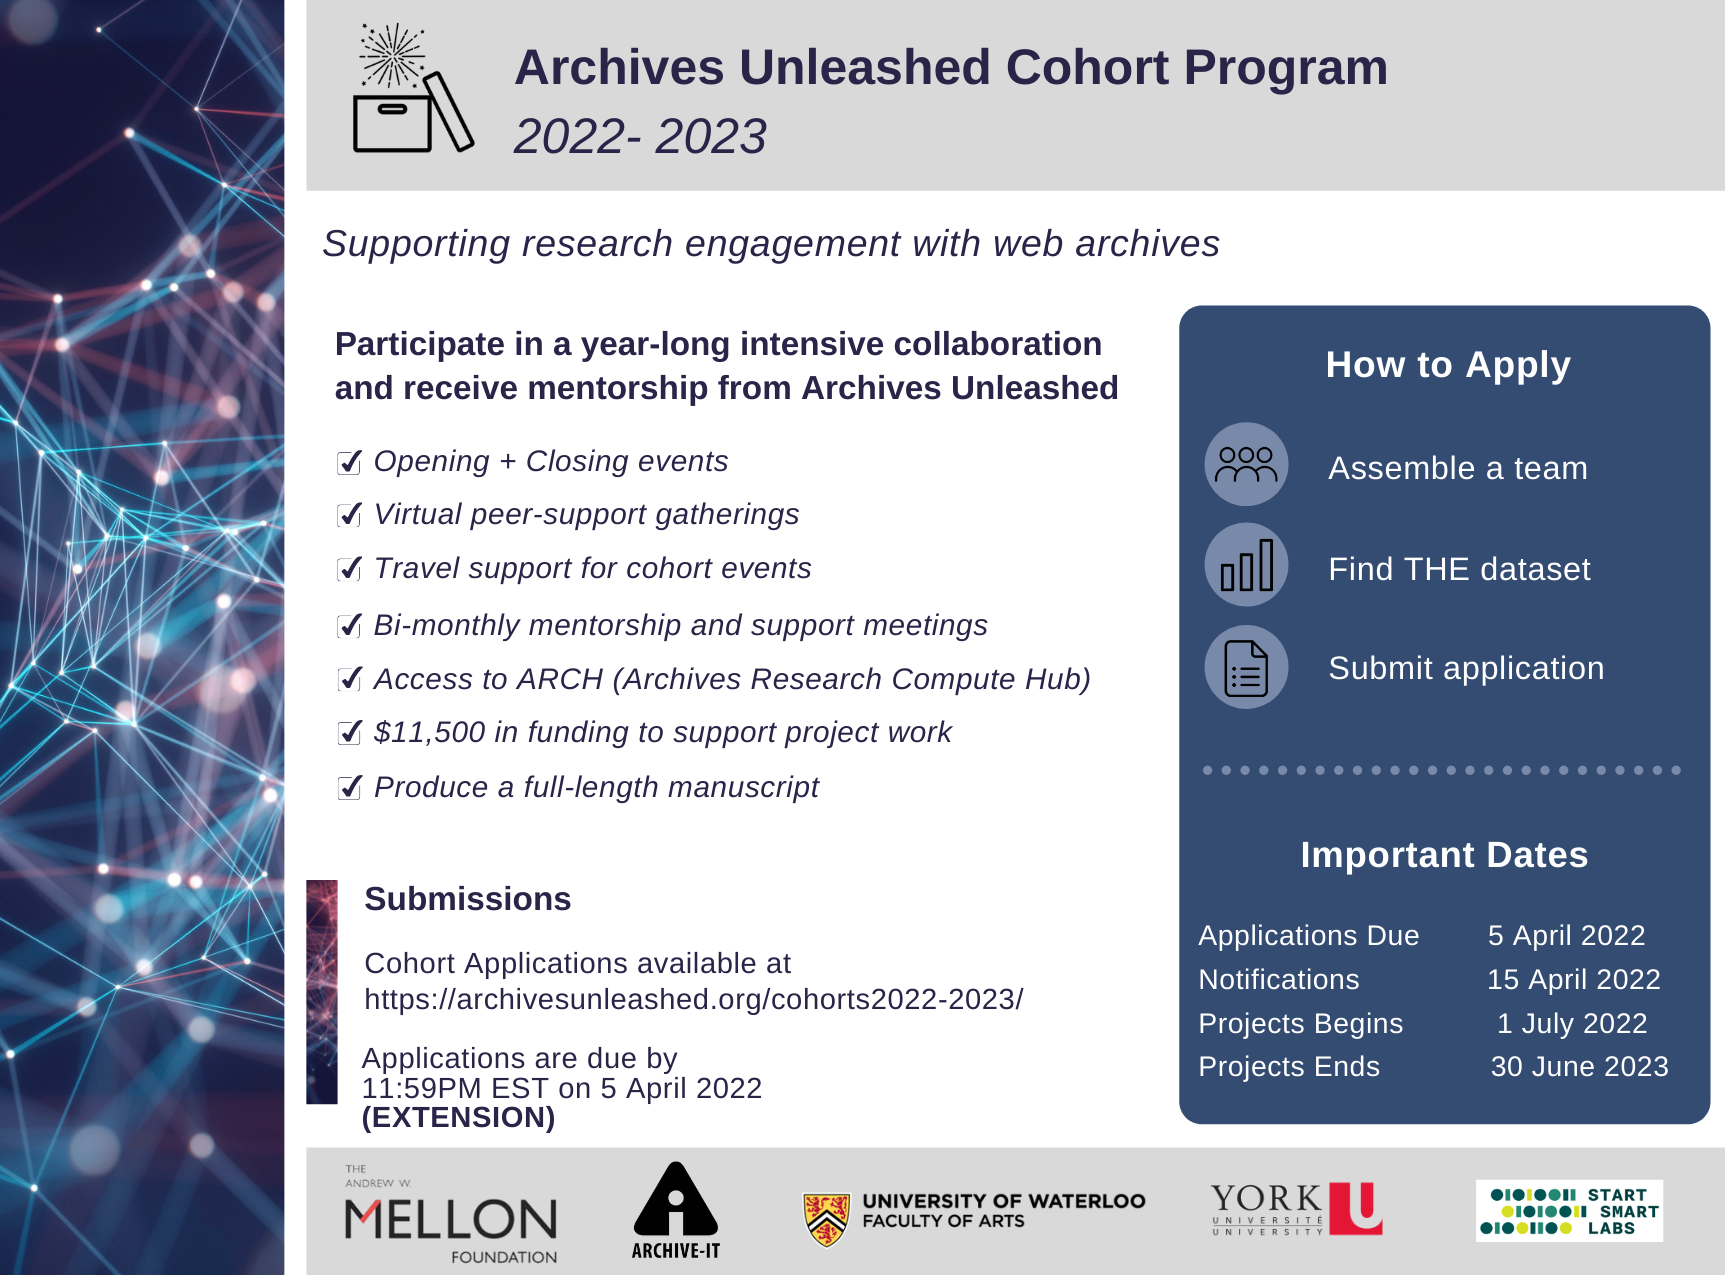 Archives Unleashed Cohort Program
2022- 2023
Supporting research engagement with web archives
Participate in a year-long intensive collaboration
and receive mentorship from Archives Unleashed
Opening + Closing events
Virtual peer-support gatherings
Travel support for cohort events
Bi-monthly mentorship and support meetings
Access to ARCH (Archives Research Compute Hub)
$11,500 in funding to support project work
Produce a full-length manuscript
Submissions
Cohort Applications available at
https://archivesunleashed.org/cohorts2022-2023/
Applications are due by
11:59PM EST on 5 April 2022
(EXTENSION)
How to Apply
Assemble a team
Find THE dataset
Submit application
Important Dates
Applications Due 5 April 2022
Notifications 15 April 2022
Projects Begins 1 July 2022
Projects Ends 30 June 2023
THE
ANDREW W.
MELLON
FOUNDATION
ARCHIVE-IT
UNIVERSITY OF WATERLOO
FACULTY OF ARTS
YORK U
UNIVERSITÉ
UNIVERSITY
START
SMART
LABS